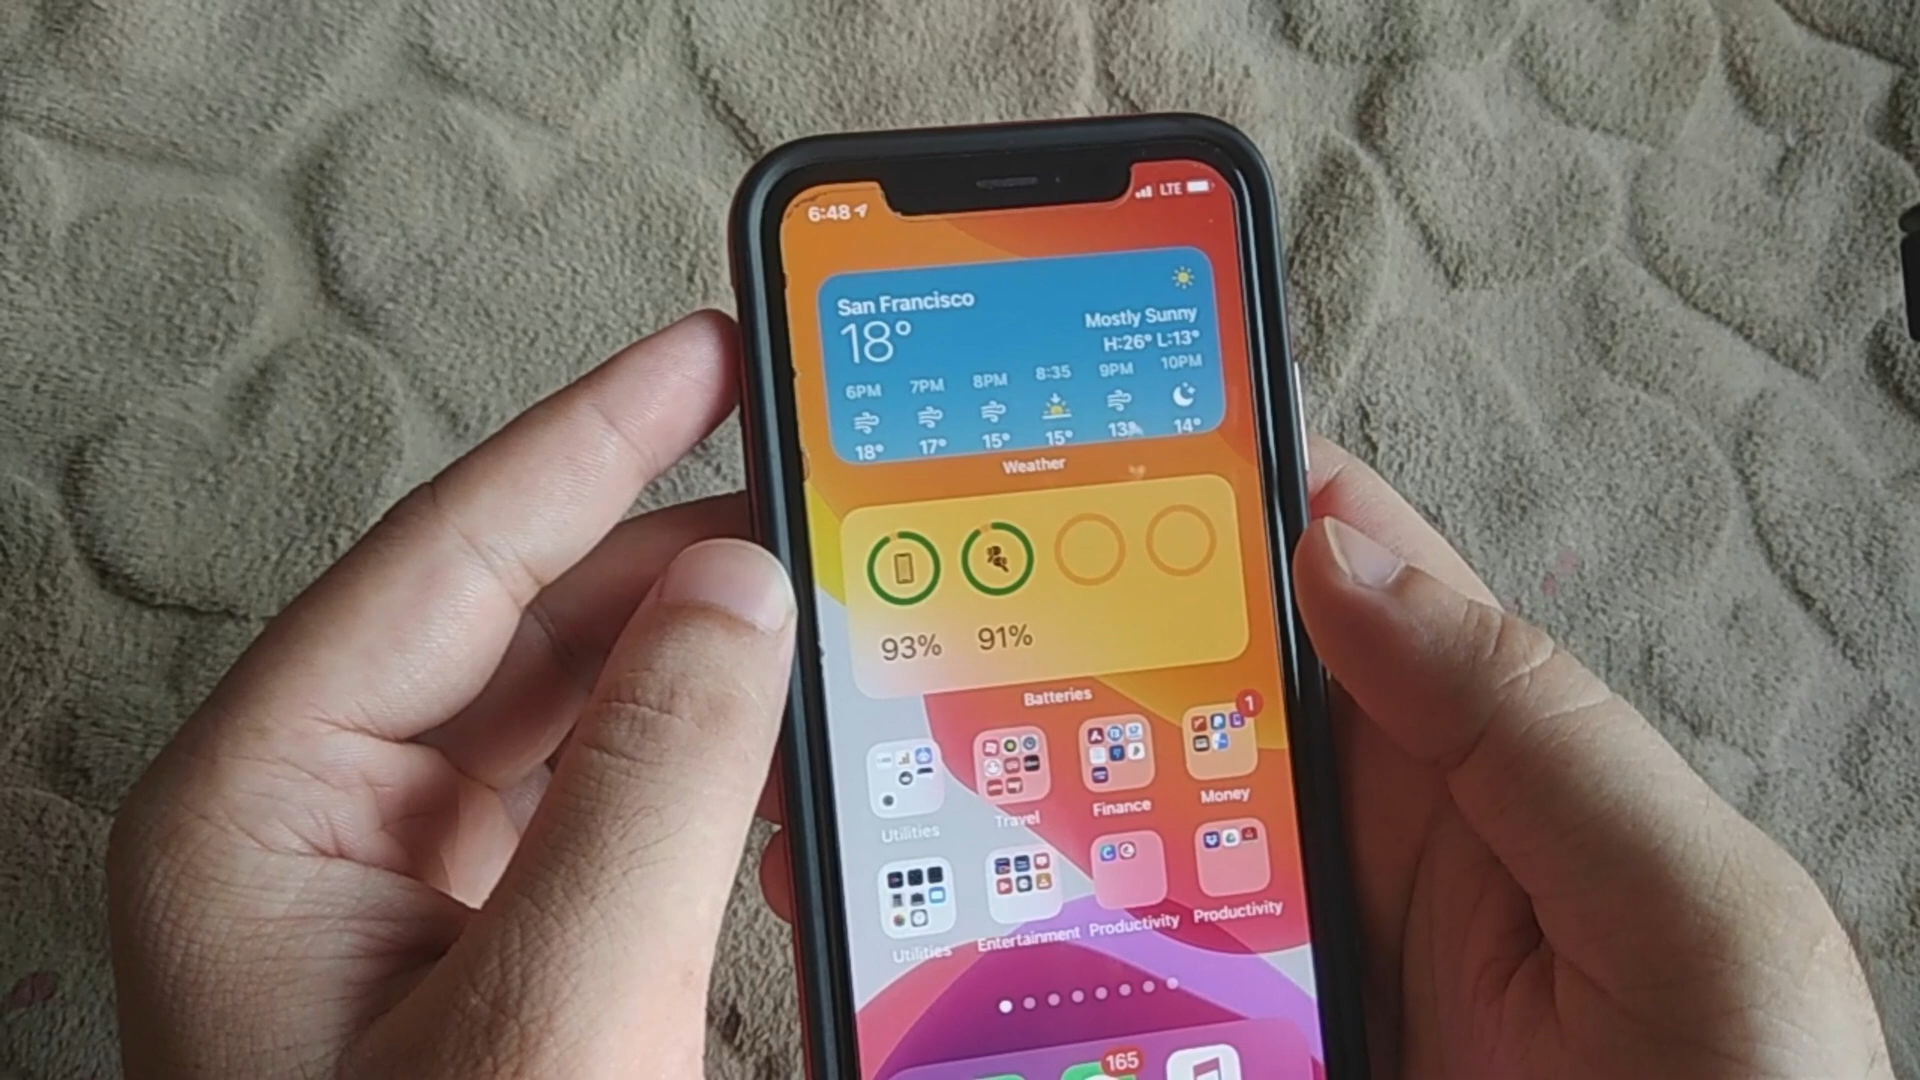 6:48
LTE
San Francisco
18°
Mostly Sunny
H:26° L:13°
6PM 7PM 8PM 8:35 9PM 10PM
18° 17° 15° 15° 13° 14°
Weather
93% 91%
Batteries
1
Utilities Travel Finance Money
Utilities Entertainment Productivity Productivity
165